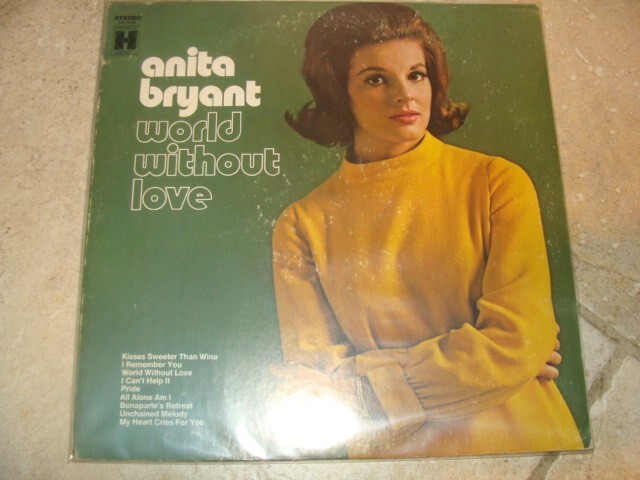 STEREO
H
anita
bryant
world
without
love
Kisses Sweeter Than Wine
I Remember You
World Without Love
I Can't Help It
Pride
All Alone Am I
Bonaparte's Retreat
Unchained Melody
My Heart Cries For You